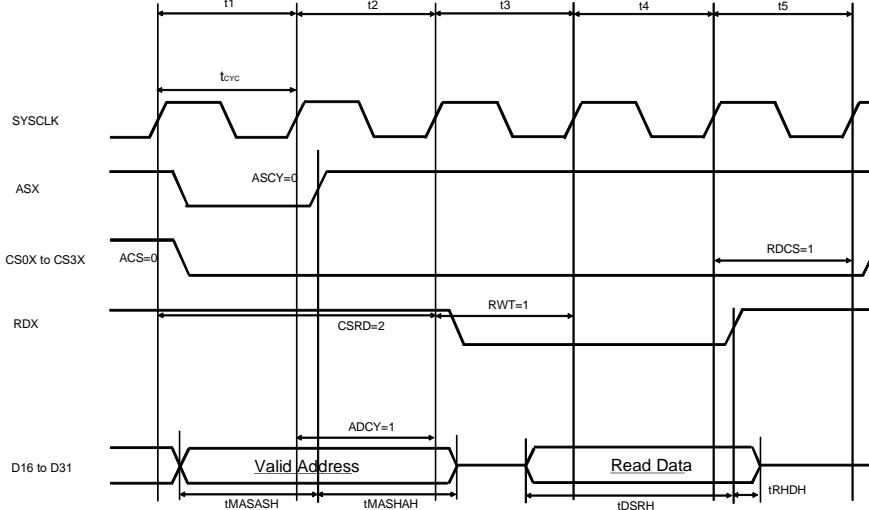 t1 t2 t3 t4 t5
tCYC
SYSCLK
ASCY=0
ASX
CS0X to CS3X ACS=0 RDCS=1
RWT=1
RDX
CSRD=2
ADCY=1
D16 to D31 Valid Address Read Data
tRHDH
tMASASH tMASHAH tDSRH